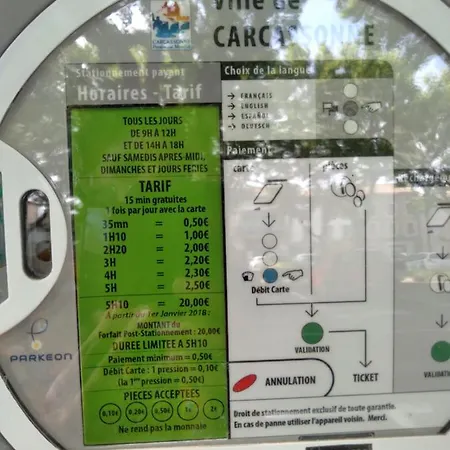 Ville de
CARCASSONNE
CARCASSONNE
Stationnement payant
Horaires - Tarif
TOUS LES JOURS
DE 9H A 12H
ET DE 14H A 18H
SAUF SAMEDIS APRES-MIDI,
DIMANCHES ET JOURS FERIES
TARIF
15 min gratuites
1 fois par jour avec la carte
35mn = 0,50€
1H10 = 1,00€
2H20 = 2,00€
3H = 2,20€
4H = 2,30€
5H = 2,50€
5H10 = 20,00€
A partir du 1er Janvier 2018 :
MONTANT du
Forfait Post-Stationnement : 20,00€
DUREE LIMITEE A 5H10
Paiement minimum = 0,50€
Débit Carte : 1 pression = 0,10€
(la 1ère pression = 0,50€)
PIECES ACCEPTEES
0,10€ 0,20€ 0,50€ 1€ 2€
Ne rend pas la monnaie
Choix de la langue
→ FRANÇAIS
→ ENGLISH
→ ESPAÑOL
→ DEUTSCH
Paiement
carte
pièces
Débit Carte
VALIDATION
ANNULATION
TICKET
Droit de stationnement exclusif de toute garantie.
En cas de panne utiliser l'appareil voisin. Merci.
PARKEON